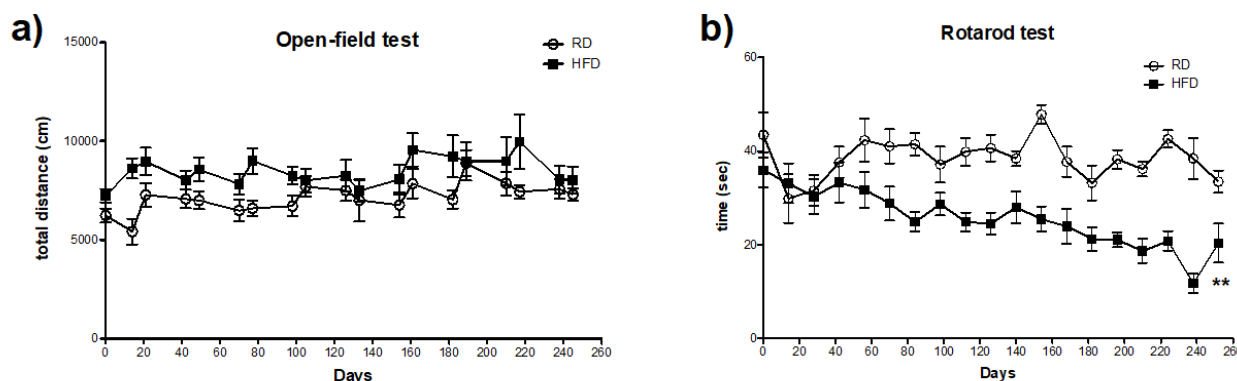 a)
Open-field test
RD
HFD
total distance (cm)
15000
10000
5000
0
0 20 40 60 80 100 120 140 160 180 200 220 240 260
Days
b)
Rotarod test
RD
HFD
time (sec)
60
40
20
0
**
0 20 40 60 80 100 120 140 160 180 200 220 240 260
Days